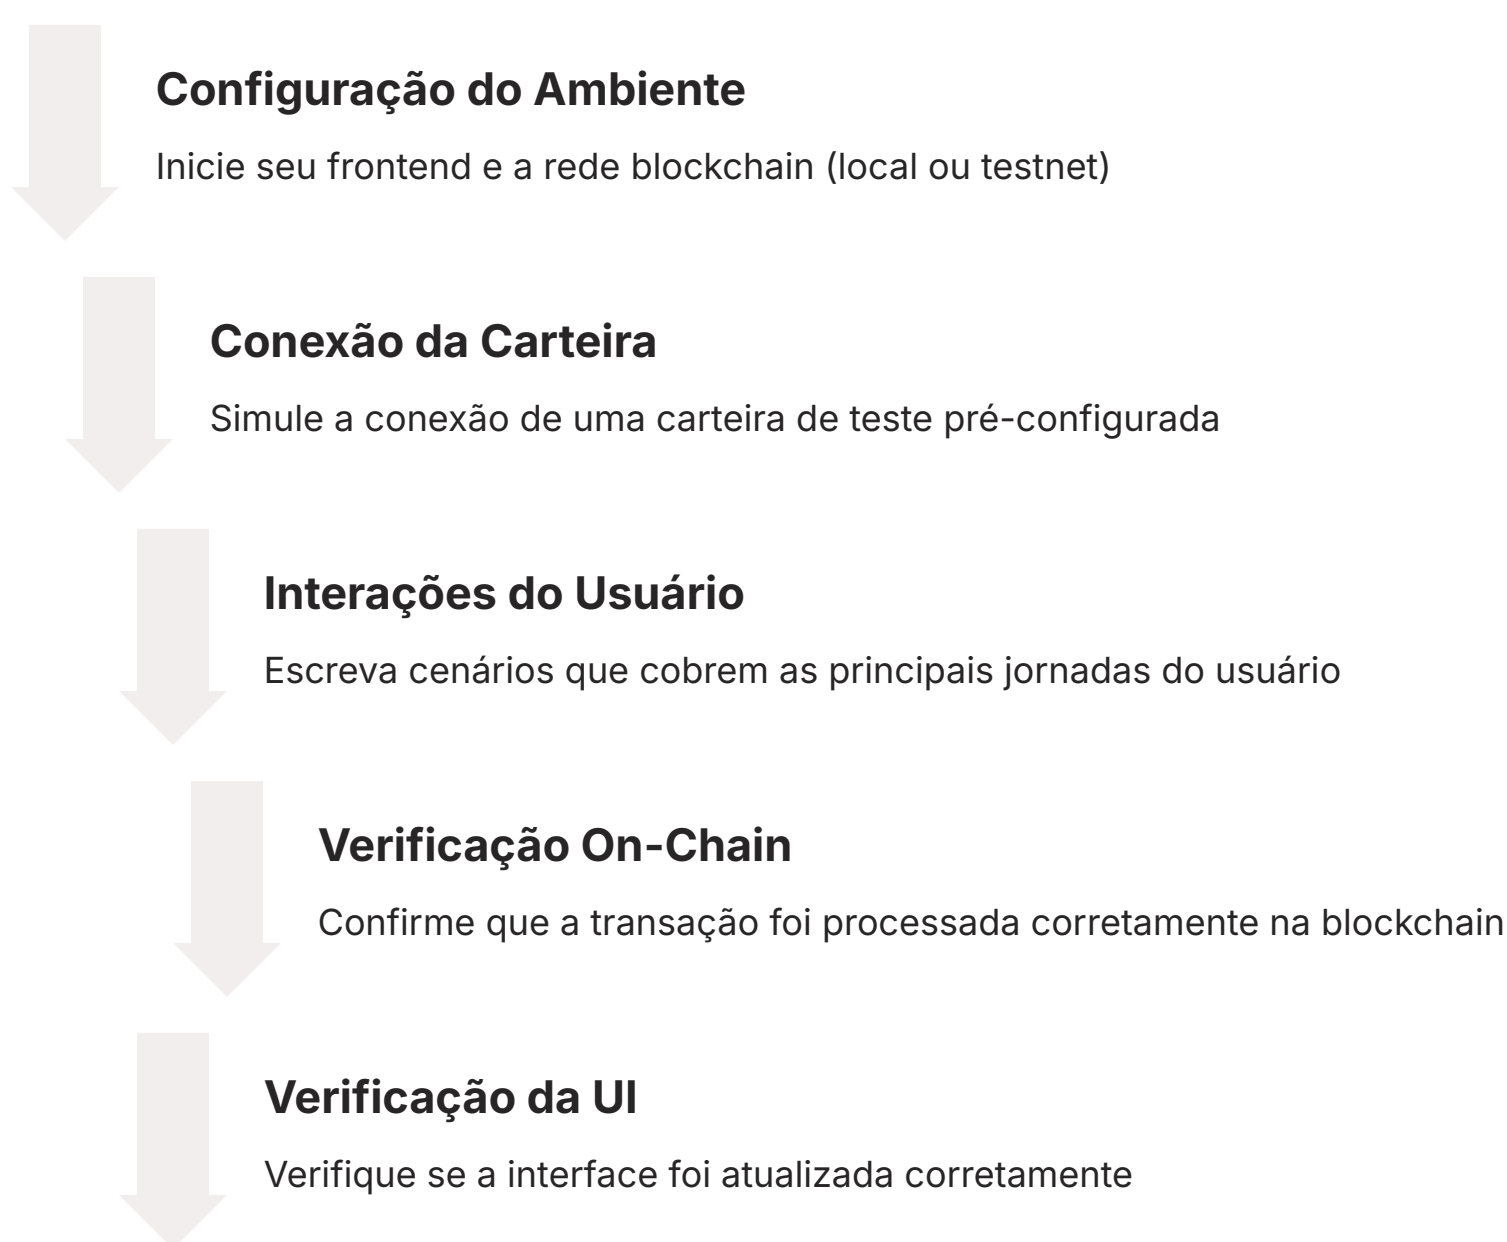 Configuração do Ambiente
Inicie seu frontend e a rede blockchain (local ou testnet)
Conexão da Carteira
Simule a conexão de uma carteira de teste pré-configurada
Interações do Usuário
Escreva cenários que cobrem as principais jornadas do usuário
Verificação On-Chain
Confirme que a transação foi processada corretamente na blockchain
Verificação da UI
Verifique se a interface foi atualizada corretamente